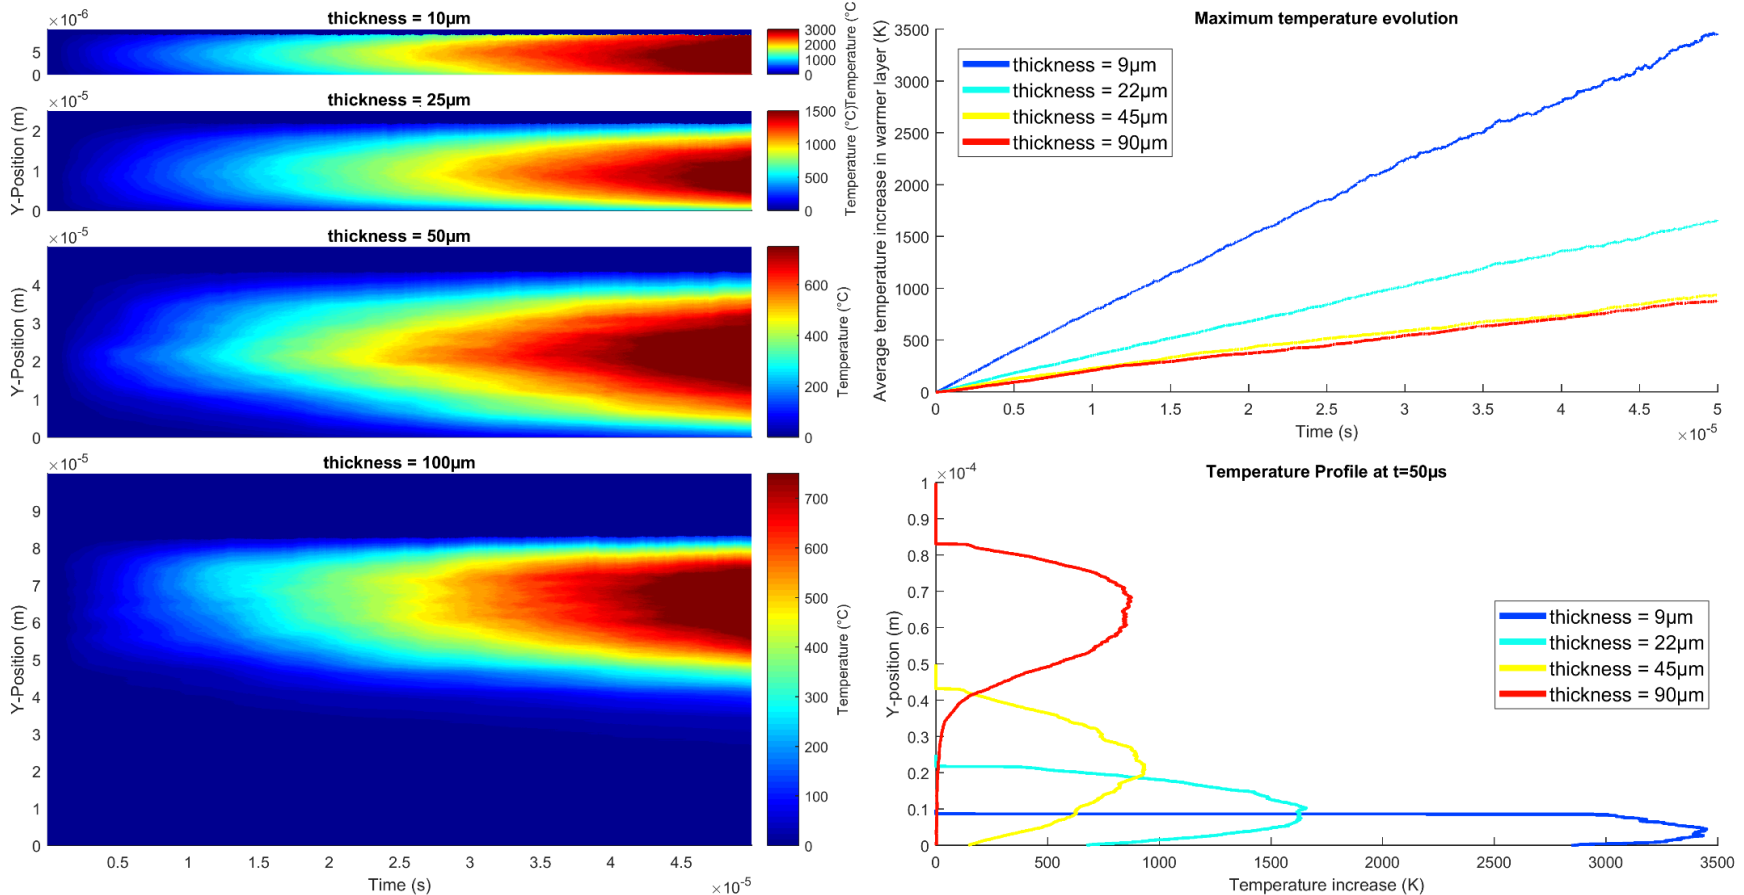 ×10-6
thickness = 10µm
5
0
3000
2000
1000
0
Temperature (°C
×10-5
thickness = 25µm
2
1
0
1500
1000
500
0
Temperature (°C)
Y-Position (m)
×10-5
thickness = 50µm
4
3
2
1
0
600
400
200
0
Temperature (°C)
Y-Position (m)
×10-5
thickness = 100µm
9
8
7
6
5
4
3
2
1
0
700
600
500
400
300
200
100
0
Temperature (°C)
Y-Position (m)
0.5 1 1.5 2 2.5 3 3.5 4 4.5
Time (s)
×10-5
Maximum temperature evolution
3500
3000
2500
2000
1500
1000
500
0
Average temperature increase in warmer layer (K)
thickness = 9µm
thickness = 22µm
thickness = 45µm
thickness = 90µm
0 0.5 1 1.5 2 2.5 3 3.5 4 4.5 5
Time (s)
×10-5
Temperature Profile at t=50µs
×10-4
1
0.9
0.8
0.7
0.6
0.5
0.4
0.3
0.2
0.1
0
Y-position (m)
thickness = 9µm
thickness = 22µm
thickness = 45µm
thickness = 90µm
0 500 1000 1500 2000 2500 3000 3500
Temperature increase (K)